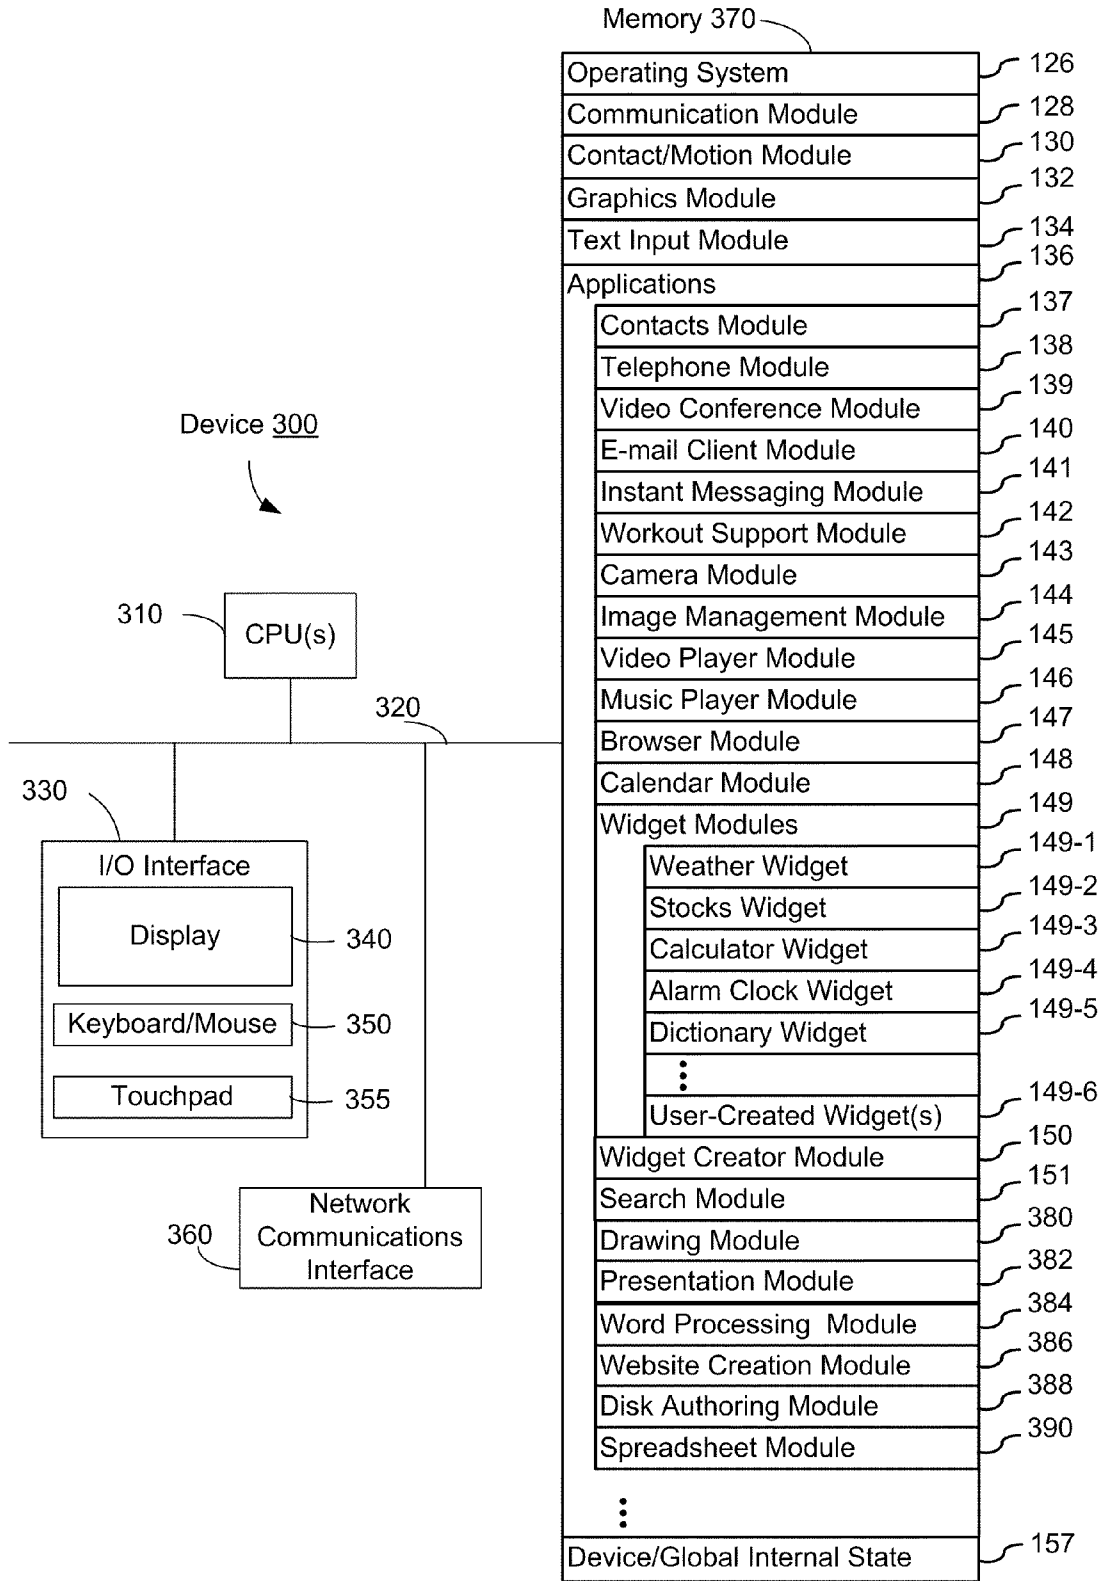 Memory 370
Operating System 126
Communication Module 128
Contact/Motion Module 130
Graphics Module 132
Text Input Module 134
Applications 136
Contacts Module 137
Telephone Module 138
Video Conference Module 139
E-mail Client Module 140
Instant Messaging Module 141
Workout Support Module 142
Camera Module 143
Image Management Module 144
Video Player Module 145
Music Player Module 146
Browser Module 147
Calendar Module 148
Widget Modules 149
Weather Widget 149-1
Stocks Widget 149-2
Calculator Widget 149-3
Alarm Clock Widget 149-4
Dictionary Widget 149-5
User-Created Widget(s) 149-6
Widget Creator Module 150
Search Module 151
Drawing Module 380
Presentation Module 382
Word Processing Module 384
Website Creation Module 386
Disk Authoring Module 388
Spreadsheet Module 390
Device/Global Internal State 157
Device 300
310
CPU(s)
320
330
I/O Interface
Display 340
Keyboard/Mouse 350
Touchpad 355
360
Network
Communications
Interface